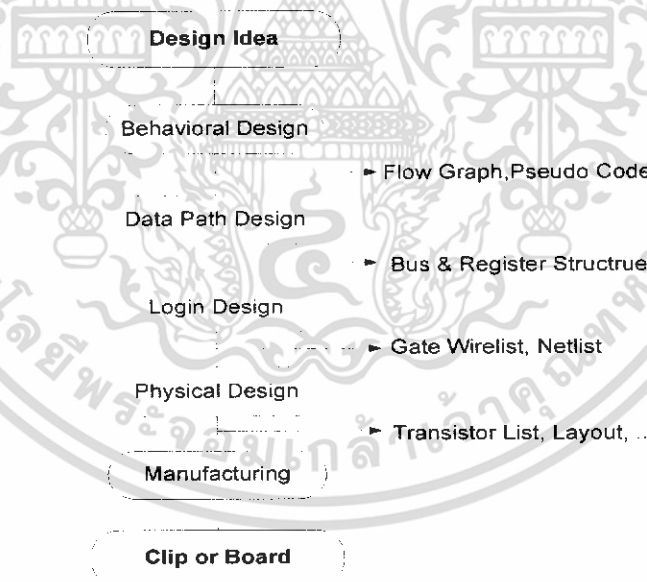 Design Idea
Behavioral Design
Flow Graph,Pseudo Code
Data Path Design
Bus & Register Structrue
Login Design
Gate Wirelist, Netlist
Physical Design
Transistor List, Layout, ...
Manufacturing
Clip or Board